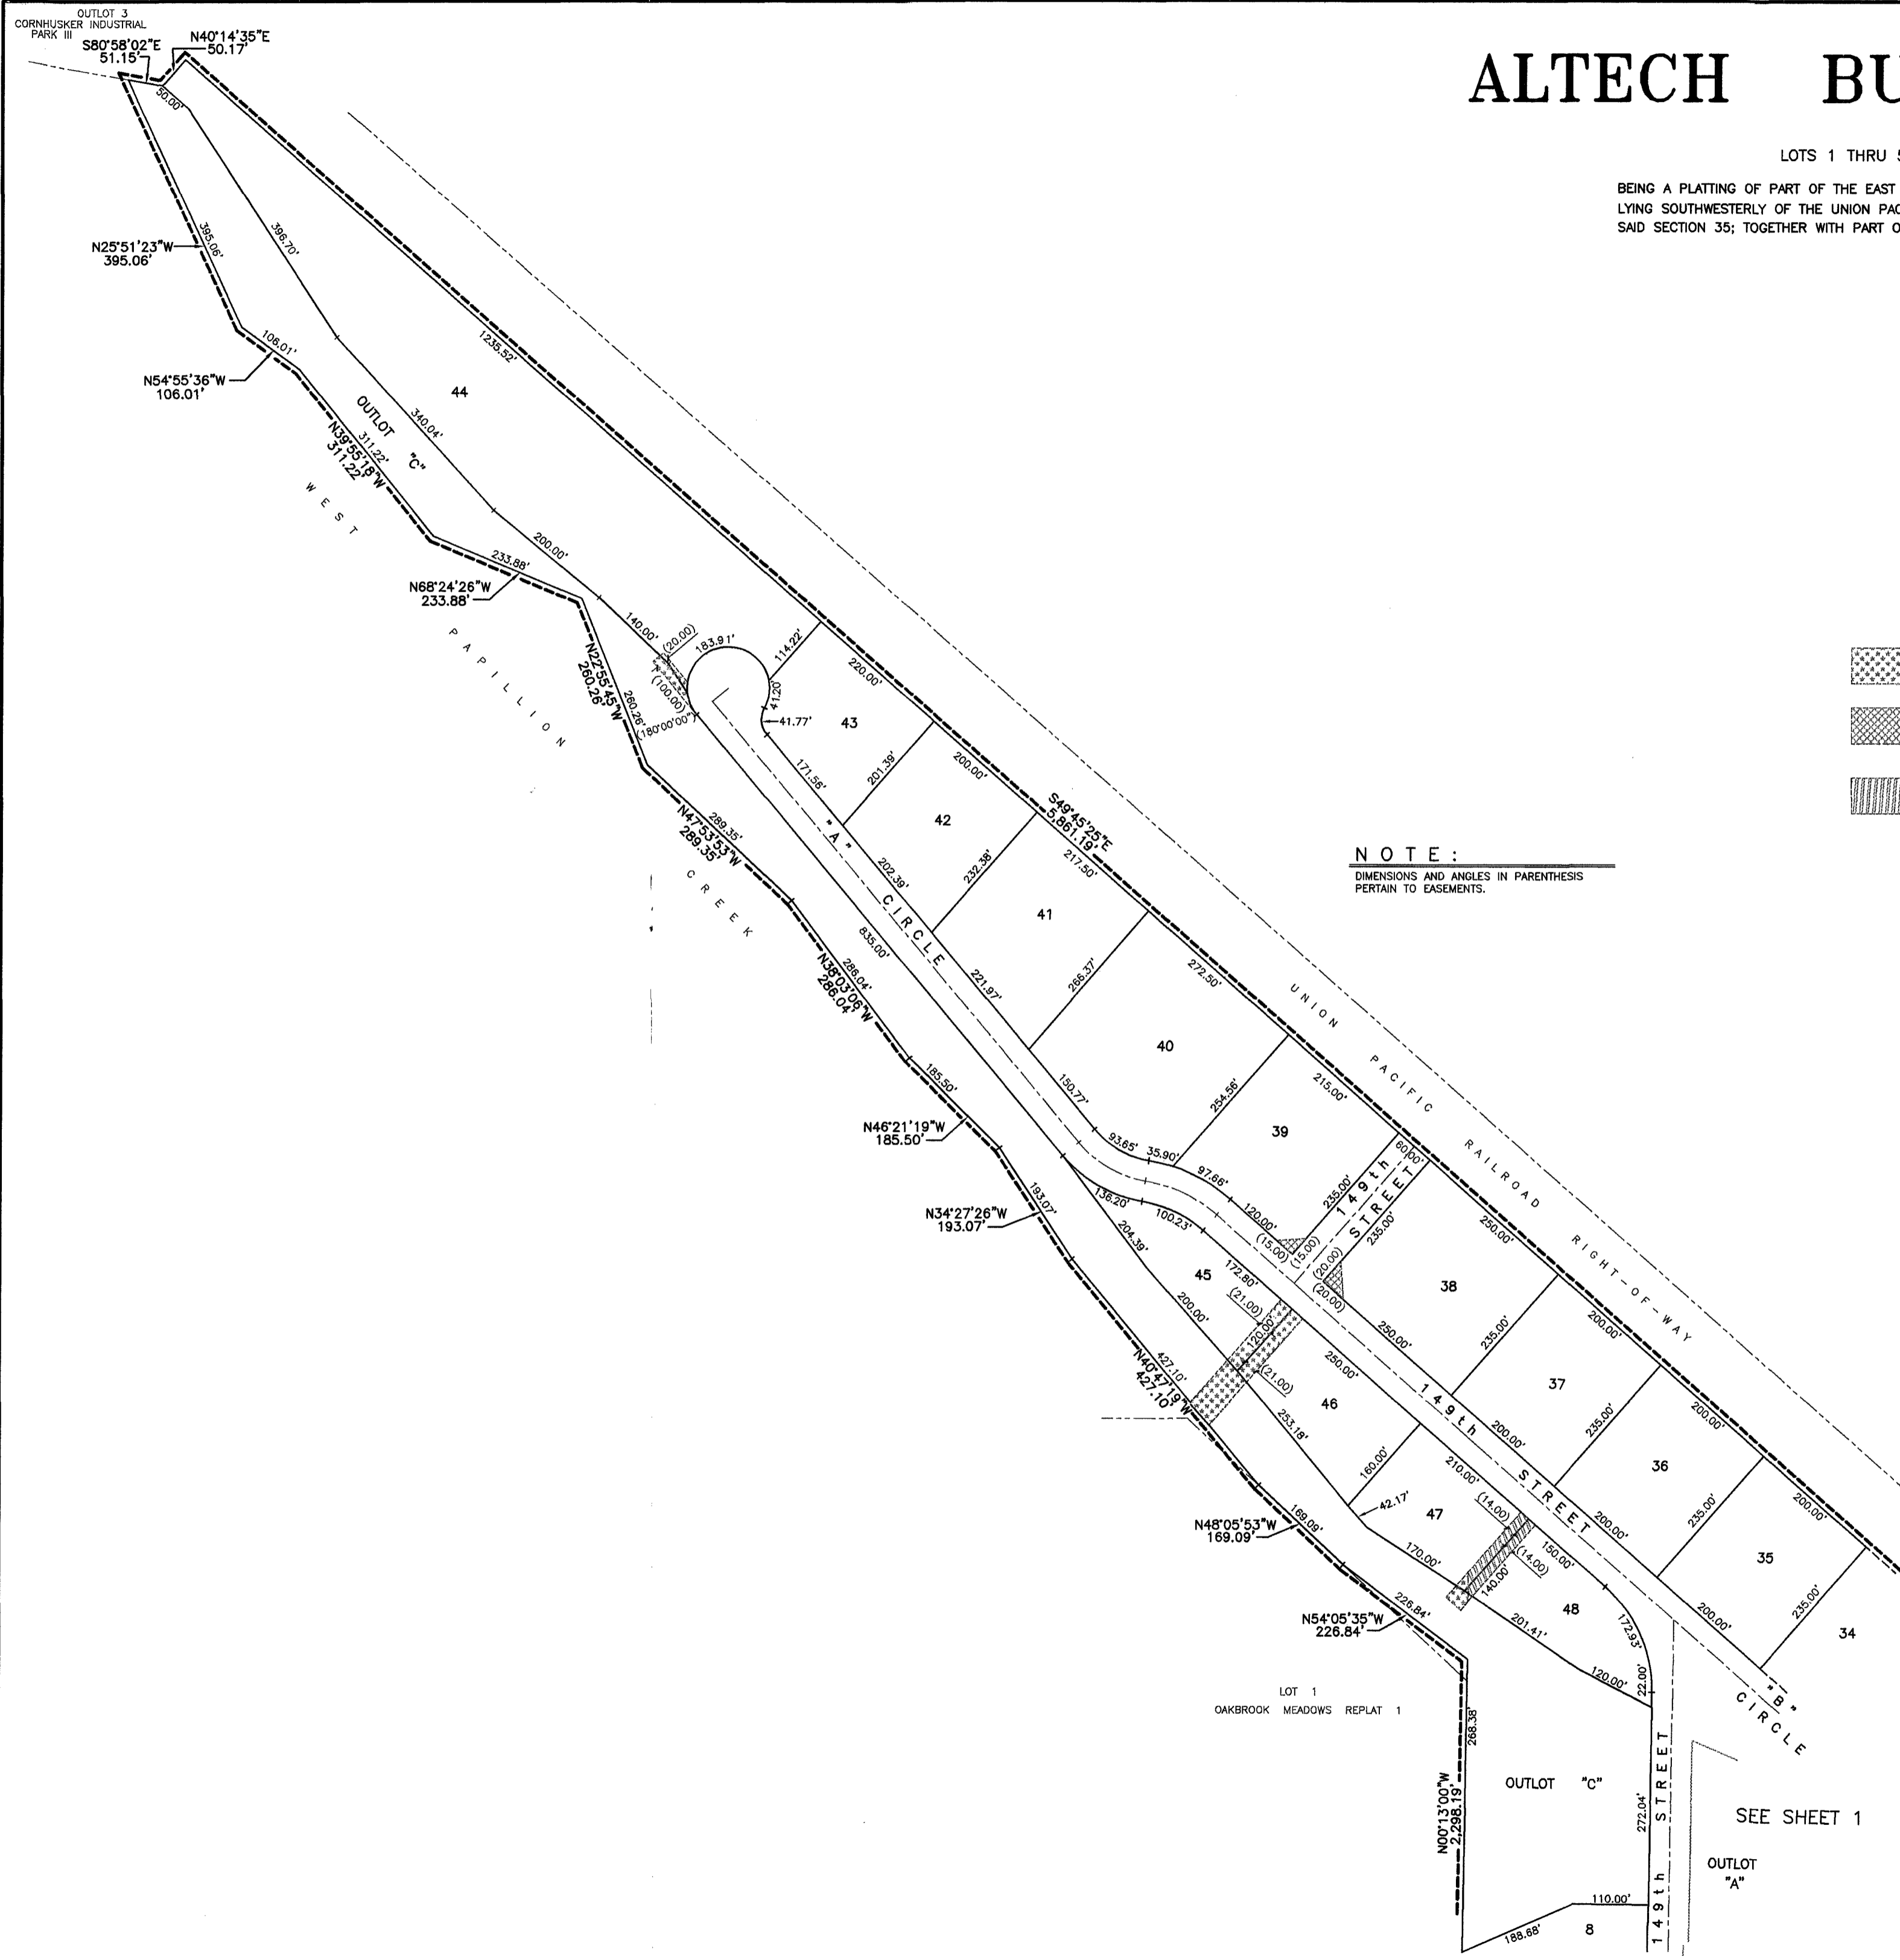 OUTLOT 3
CORNHUSKER INDUSTRIAL
PARK III
S80°58'02"E
51.15'
N40°14'35"E
50.17'
ALTECH BU
LOTS 1 THRU 5
BEING A PLATTING OF PART OF THE EAST
LYING SOUTHWESTERLY OF THE UNION PAC
SAID SECTION 35; TOGETHER WITH PART O
50.00'
395.06'
396.70'
N25°51'23"W
395.06'
106.01'
N54°55'36"W
106.01'
1235.52'
44
OUTLOT "C"
340.04'
311.22'
N39°55'18"W
311.22'
WEST
200.00'
233.88'
N68°24'26"W
233.88'
PAPILLION
140.00'
(20.00)
183.91'
114.22'
220.00'
N22°55'45"W
260.26'
260.26'
(100.00)
(180°00'00")
41.20'
41.77'
43
171.56'
201.39'
200.00'
S49°45'25"E
5,861.19'
289.35'
N47°53'53"W
289.35'
"A" CIRCLE
42
202.39'
232.38'
217.50'
NOTE:
DIMENSIONS AND ANGLES IN PARENTHESIS
PERTAIN TO EASEMENTS.
CREEK
835.00'
41
221.97'
266.37'
272.50'
286.04'
N38°03'06"W
286.04'
UNION PACIFIC RAILROAD RIGHT-OF-WAY
40
150.77'
254.56'
215.00'
185.50'
N46°21'19"W
185.50'
93.65'
35.90'
97.66'
39
60.00'
149th
STREET
235.00'
235.00'
120.00'
136.20'
100.23'
193.07'
N34°27'26"W
193.07'
204.39'
(15.00)
(15.00)
(20.00)
(20.00)
250.00'
45
172.80'
(21.00)
38
200.00'
120.00'
(21.00)
250.00'
250.00'
235.00'
200.00'
427.10'
N40°47'19"W
427.10'
46
253.18'
149th STREET
37
200.00'
235.00'
200.00'
160.00'
210.00'
42.17'
47
(14.00)
36
200.00'
235.00'
200.00'
169.09'
N48°05'53"W
169.09'
170.00'
150.00'
(14.00)
140.00'
35
200.00'
235.00'
226.84'
N54°05'35"W
226.84'
201.41'
48
172.93'
34
120.00'
22.00'
"B"
CIRCLE
LOT 1
OAKBROOK MEADOWS REPLAT 1
268.38'
N00°13'00"W
2,298.19'
OUTLOT "C"
272.04'
149th STREET
SEE SHEET 1
OUTLOT
"A"
110.00'
188.68'
8